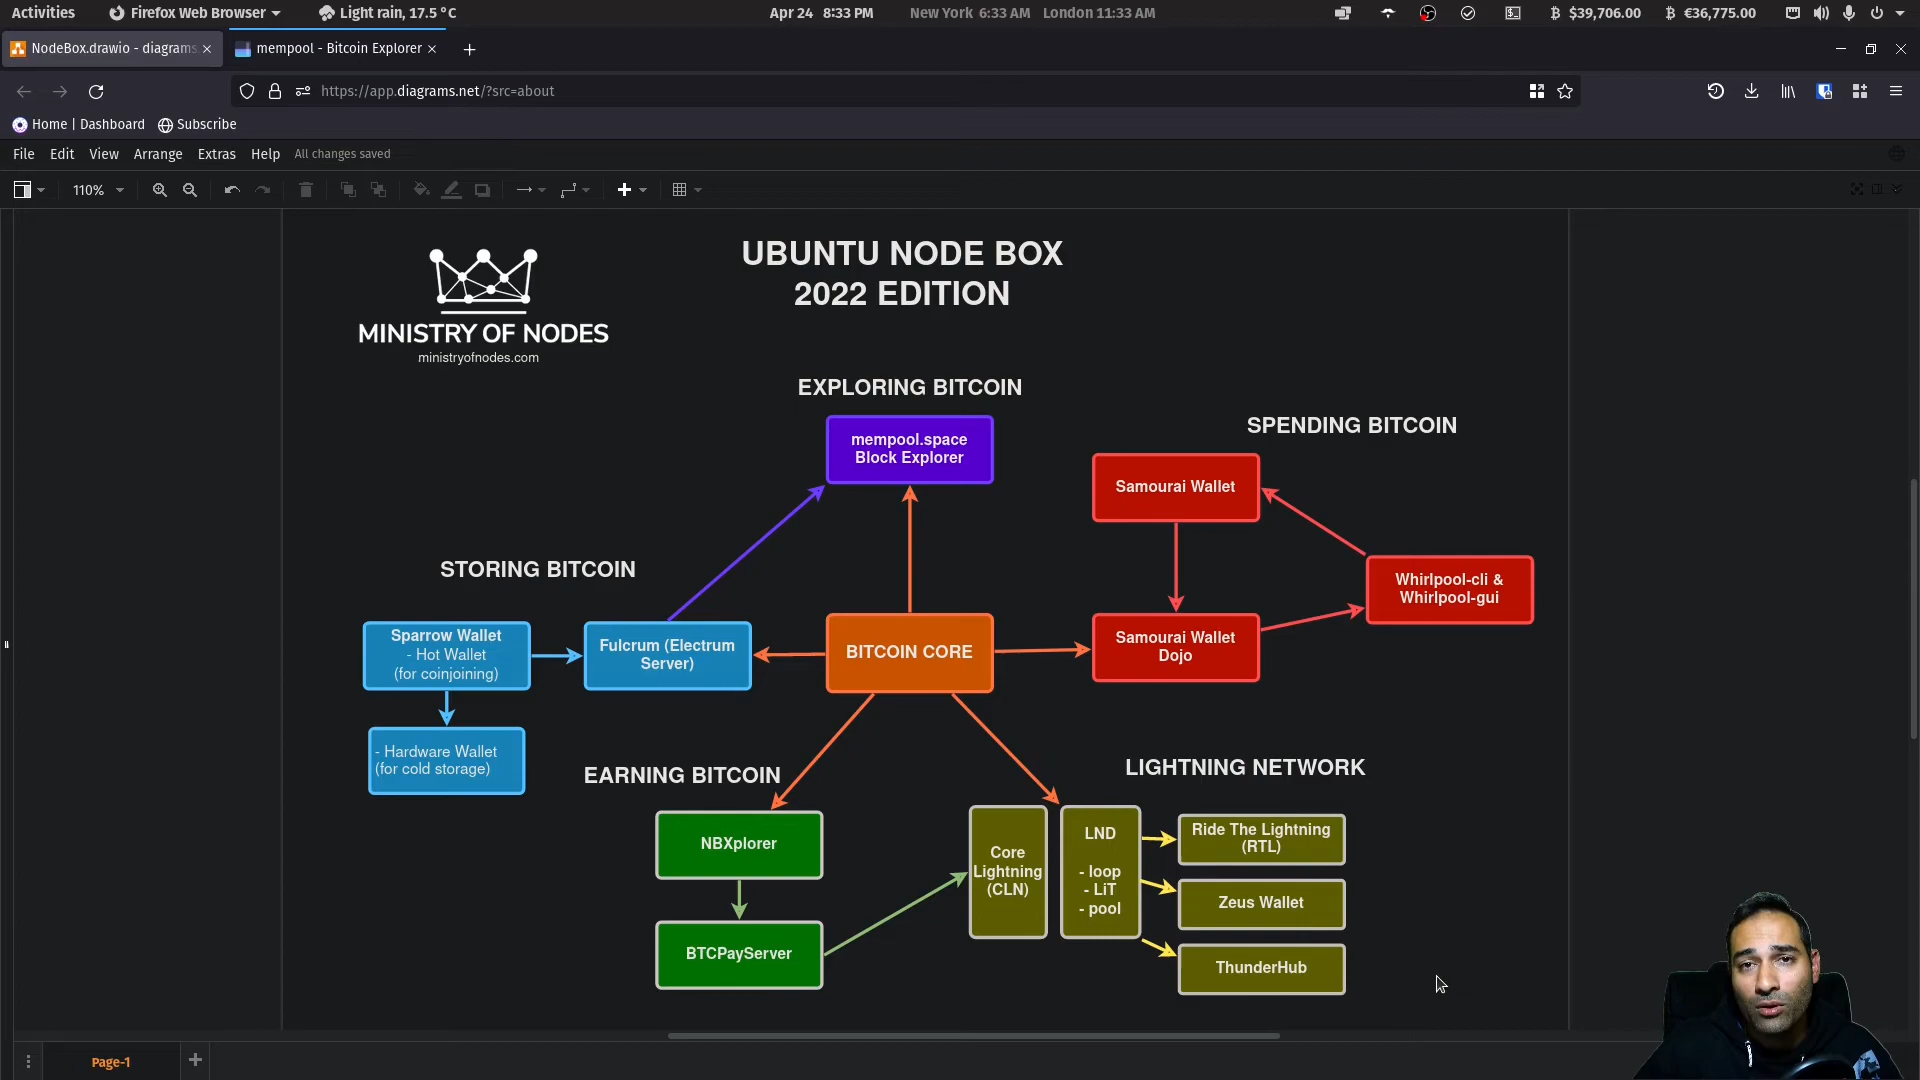 Activities
Firefox Web Browser
Light rain, 17.5 °C
Apr 24 8:33 PM
New York 6:33 AM London 11:33 AM
₿ $39,706.00
₿ €36,775.00
NodeBox.drawio - diagrams
mempool - Bitcoin Explorer
https://app.diagrams.net/?src=about
Home | Dashboard
Subscribe
File Edit View Arrange Extras Help All changes saved
110%
MINISTRY OF NODES
ministryofnodes.com
UBUNTU NODE BOX
2022 EDITION
EXPLORING BITCOIN
mempool.space
Block Explorer
SPENDING BITCOIN
Samourai Wallet
Whirlpool-cli &
Whirlpool-gui
Samourai Wallet
Dojo
STORING BITCOIN
Sparrow Wallet
- Hot Wallet
(for coinjoining)
Fulcrum (Electrum
Server)
BITCOIN CORE
- Hardware Wallet
(for cold storage)
EARNING BITCOIN
NBXplorer
BTCPayServer
LIGHTNING NETWORK
Core
Lightning
(CLN)
LND
- loop
- LiT
- pool
Ride The Lightning
(RTL)
Zeus Wallet
ThunderHub
Page-1